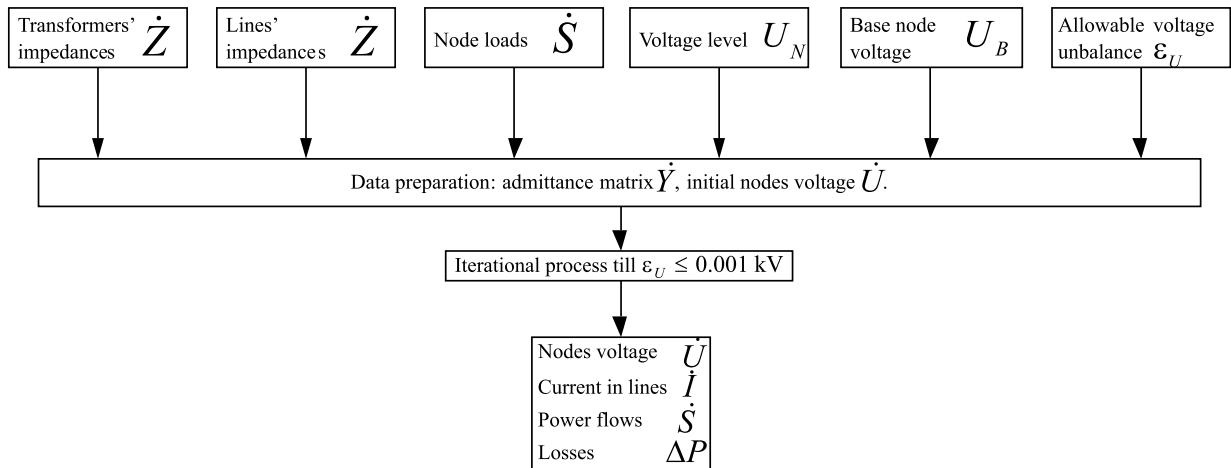 Transformers’
impedances Ż
Lines’
impedances Ż
Node loads Ṡ
Voltage level U_N
Base node
voltage U_B
Allowable voltage
unbalance ε_U
Data preparation: admittance matrix Ẏ, initial nodes voltage U̇.
Iterational process till ε_U ≤ 0.001 kV
Nodes voltage U̇
Current in lines İ
Power flows Ṡ
Losses ΔP